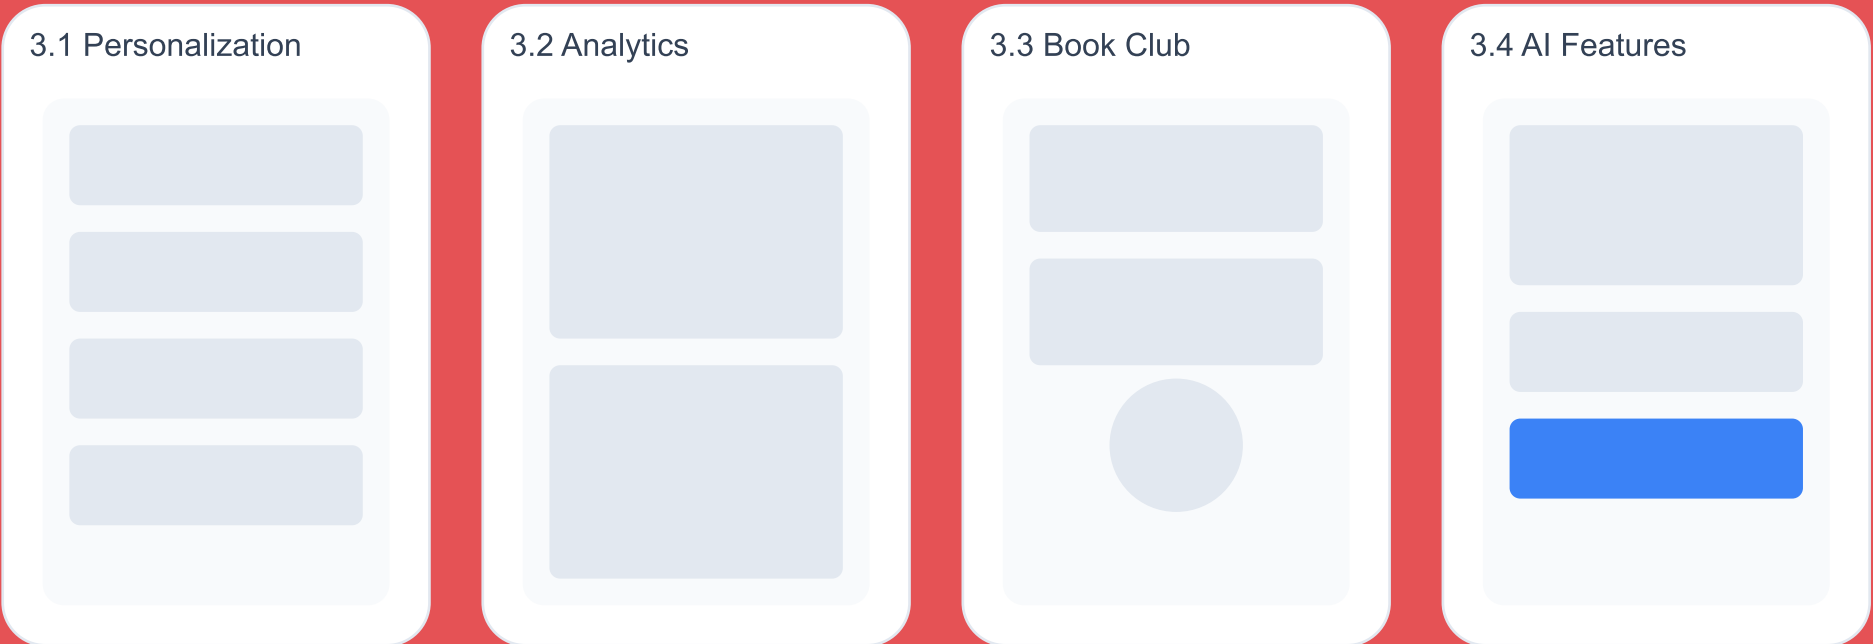 3.1 Personalization
3.2 Analytics
3.3 Book Club
3.4 AI Features